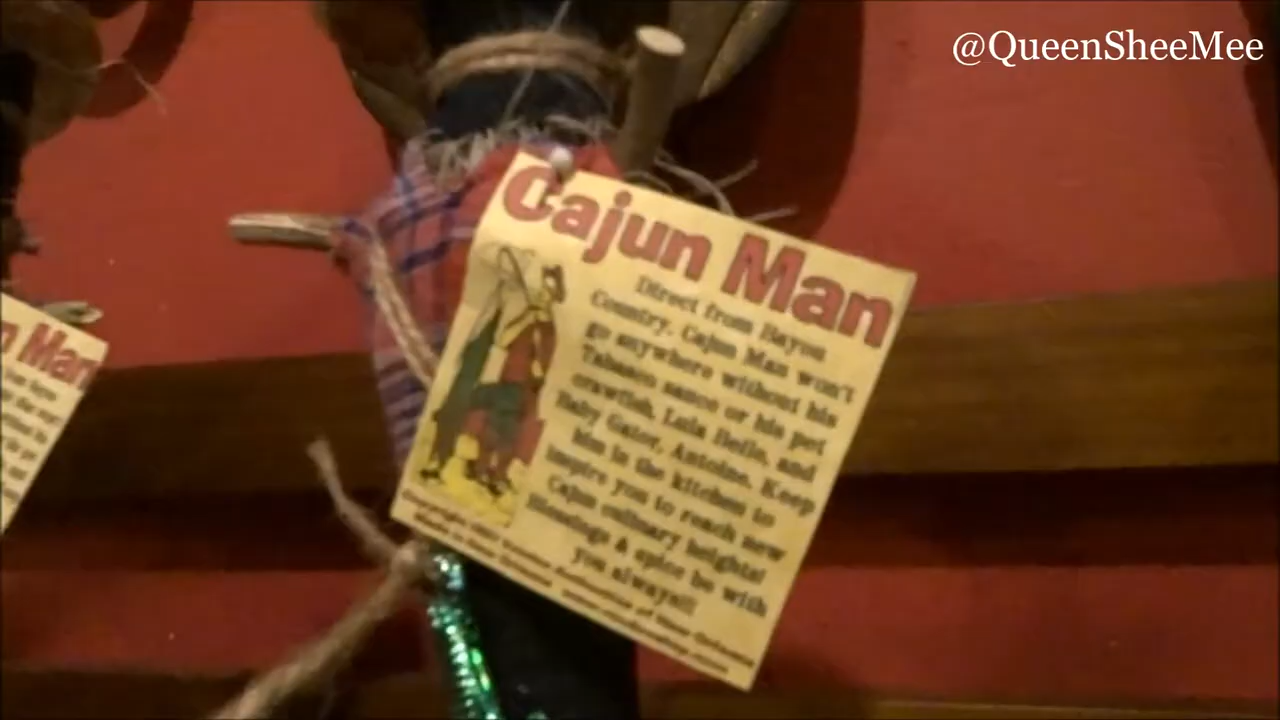 @QueenSheeMee
Cajun Man
Direct from Bayou
Country, Cajun Man won't
go anywhere without his
Tabasco sauce or his pet
crawfish, Lula Belle, and
Baby Gator, Antoine. Keep
him in the kitchen to
inspire you to reach new
Cajun culinary heights!
Blessings & spice be with
you always!!
Man